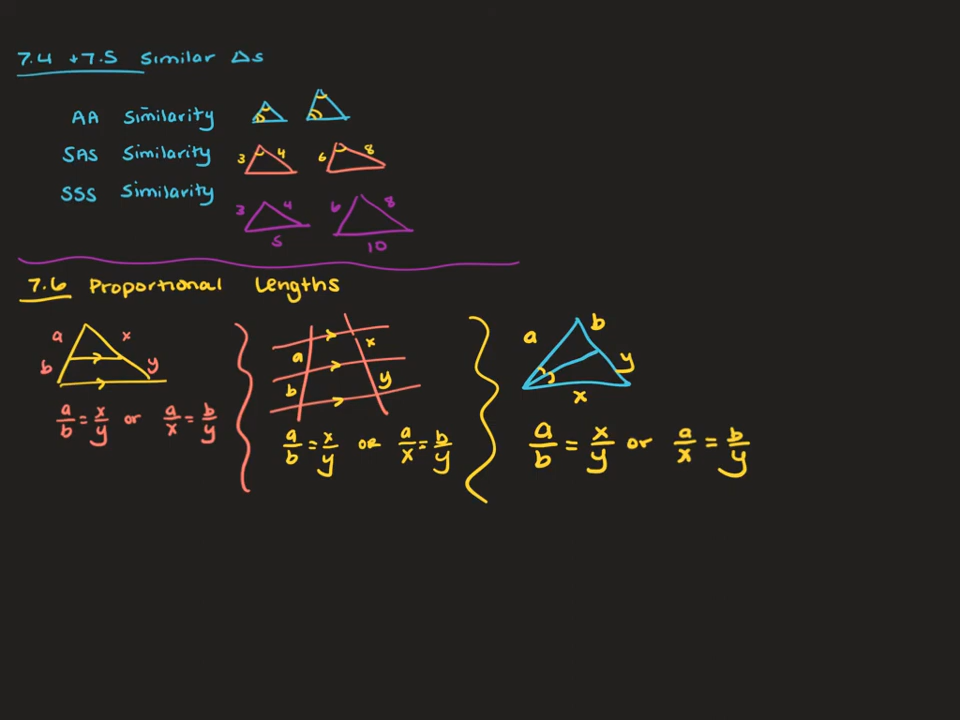 7.4 + 7.5 Similar Δs
AA Similarity
SAS Similarity 3 4 6 8
SSS Similarity 3 4 5 6 8 10
7.6 Proportional Lengths
a x b y
a/b = x/y or a/x = b/y
a x b y
a/b = x/y or a/x = b/y
a b y x
a/b = x/y or a/x = b/y